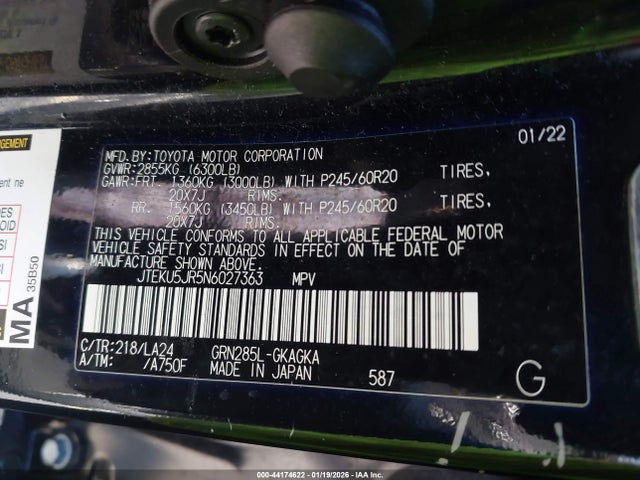 01/22
MFD.BY:TOYOTA MOTOR CORPORATION
GVWR:2855KG (6300LB)
GAWR:FRT. 1360KG (3000LB) WITH P245/60R20 TIRES,
20X7J RIMS:
RR. 1560KG (3450LB) WITH P245/60R20 TIRES,
20X7J RIMS:
THIS VEHICLE CONFORMS TO ALL APPLICABLE FEDERAL MOTOR
VEHICLE SAFETY STANDARDS IN EFFECT ON THE DATE OF
MANUFACTURE SHOWN ABOVE.
JTEKU5JR5N6027363 MPV
C/TR:218/LA24 GRN285L-GKAGKA
A/TM: /A750F MADE IN JAPAN 587
G
MA
35B50
00-44174622 - 01/19/2026 - IAA Inc.